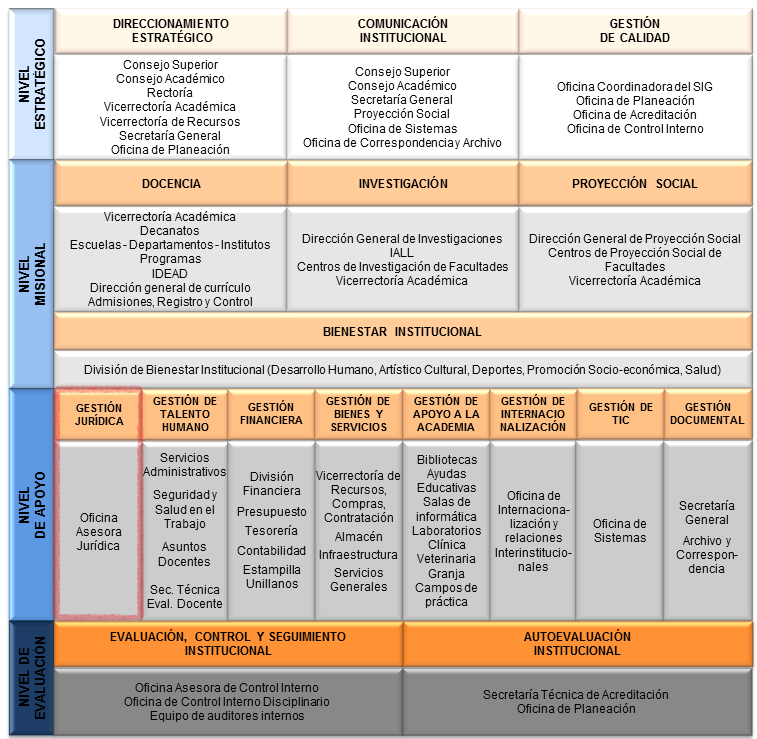 NIVEL
ESTRATÉGICO
DIRECCIONAMIENTO
ESTRATÉGICO
Consejo Superior
Consejo Académico
Rectoría
Vicerrectoría Académica
Vicerrectoría de Recursos
Secretaría General
Oficina de Planeación
COMUNICACIÓN
INSTITUCIONAL
Consejo Superior
Consejo Académico
Secretaría General
Proyección Social
Oficina de Sistemas
Oficina de Correspondencia y Archivo
GESTIÓN
DE CALIDAD
Oficina Coordinadora del SIG
Oficina de Planeación
Oficina de Acreditación
Oficina de Control Interno
NIVEL
MISIONAL
DOCENCIA
Vicerrectoría Académica
Decanatos
Escuelas - Departamentos - Institutos
Programas
IDEAD
Dirección general de currículo
Admisiones, Registro y Control
INVESTIGACIÓN
Dirección General de Investigaciones
IALL
Centros de Investigación de Facultades
Vicerrectoría Académica
PROYECCIÓN SOCIAL
Dirección General de Proyección Social
Centros de Proyección Social de
Facultades
Vicerrectoría Académica
BIENESTAR INSTITUCIONAL
División de Bienestar Institucional (Desarrollo Humano, Artístico Cultural, Deportes, Promoción Socio-económica, Salud)
NIVEL
DE APOYO
GESTIÓN
JURÍDICA
Oficina
Asesora
Jurídica
GESTIÓN DE
TALENTO
HUMANO
Servicios
Administrativos
Seguridad y
Salud en el
Trabajo
Asuntos
Docentes
Sec. Técnica
Eval. Docente
GESTIÓN
FINANCIERA
División
Financiera
Presupuesto
Tesorería
Contabilidad
Estampilla
Unillanos
GESTIÓN DE
BIENES Y
SERVICIOS
Vicerrectoría de
Recursos,
Compras,
Contratación
Almacén
Infraestructura
Servicios
Generales
GESTIÓN DE
APOYO A LA
ACADEMIA
Bibliotecas
Ayudas
Educativas
Salas de
informática
Laboratorios
Clínica
Veterinaria
Granja
Campos de
práctica
GESTIÓN DE
INTERNACIO
NALIZACIÓN
Oficina de
Internaciona-
lización y
relaciones
Interinstitucio-
nales
GESTIÓN DE
TIC
Oficina de
Sistemas
GESTIÓN
DOCUMENTAL
Secretaría
General
Archivo y
Correspon-
dencia
NIVEL DE
EVALUACIÓN
EVALUACIÓN, CONTROL Y SEGUIMIENTO
INSTITUCIONAL
Oficina Asesora de Control Interno
Oficina de Control Interno Disciplinario
Equipo de auditores internos
AUTOEVALUACIÓN
INSTITUCIONAL
Secretaría Técnica de Acreditación
Oficina de Planeación